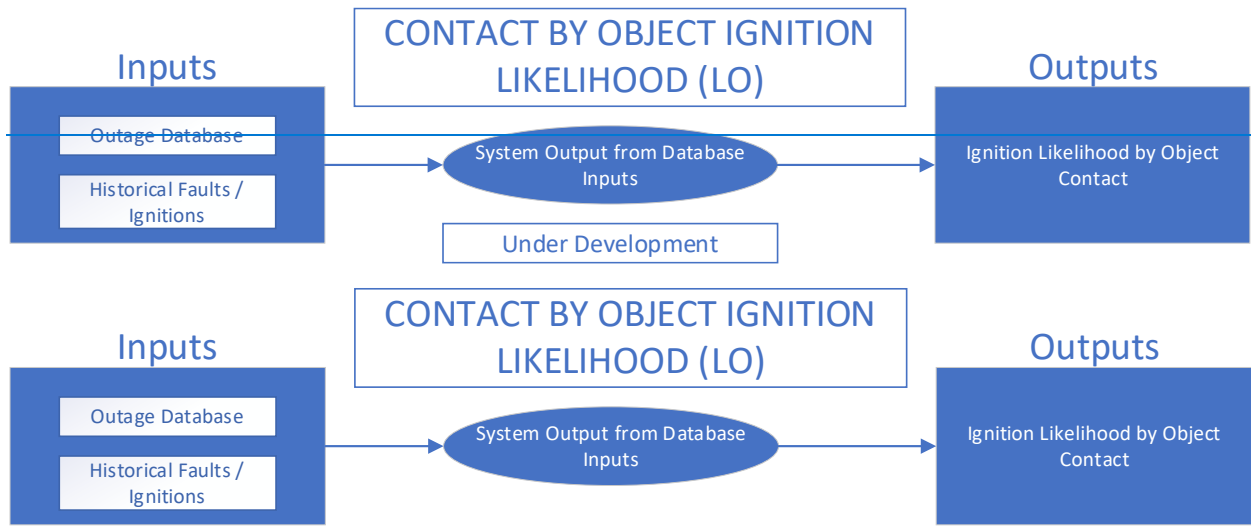 CONTACT BY OBJECT IGNITION
LIKELIHOOD (LO)
Inputs
Outputs
Outage Database
Historical Faults /
Ignitions
System Output from Database
Inputs
Ignition Likelihood by Object
Contact
Under Development
CONTACT BY OBJECT IGNITION
LIKELIHOOD (LO)
Inputs
Outputs
Outage Database
Historical Faults /
Ignitions
System Output from Database
Inputs
Ignition Likelihood by Object
Contact